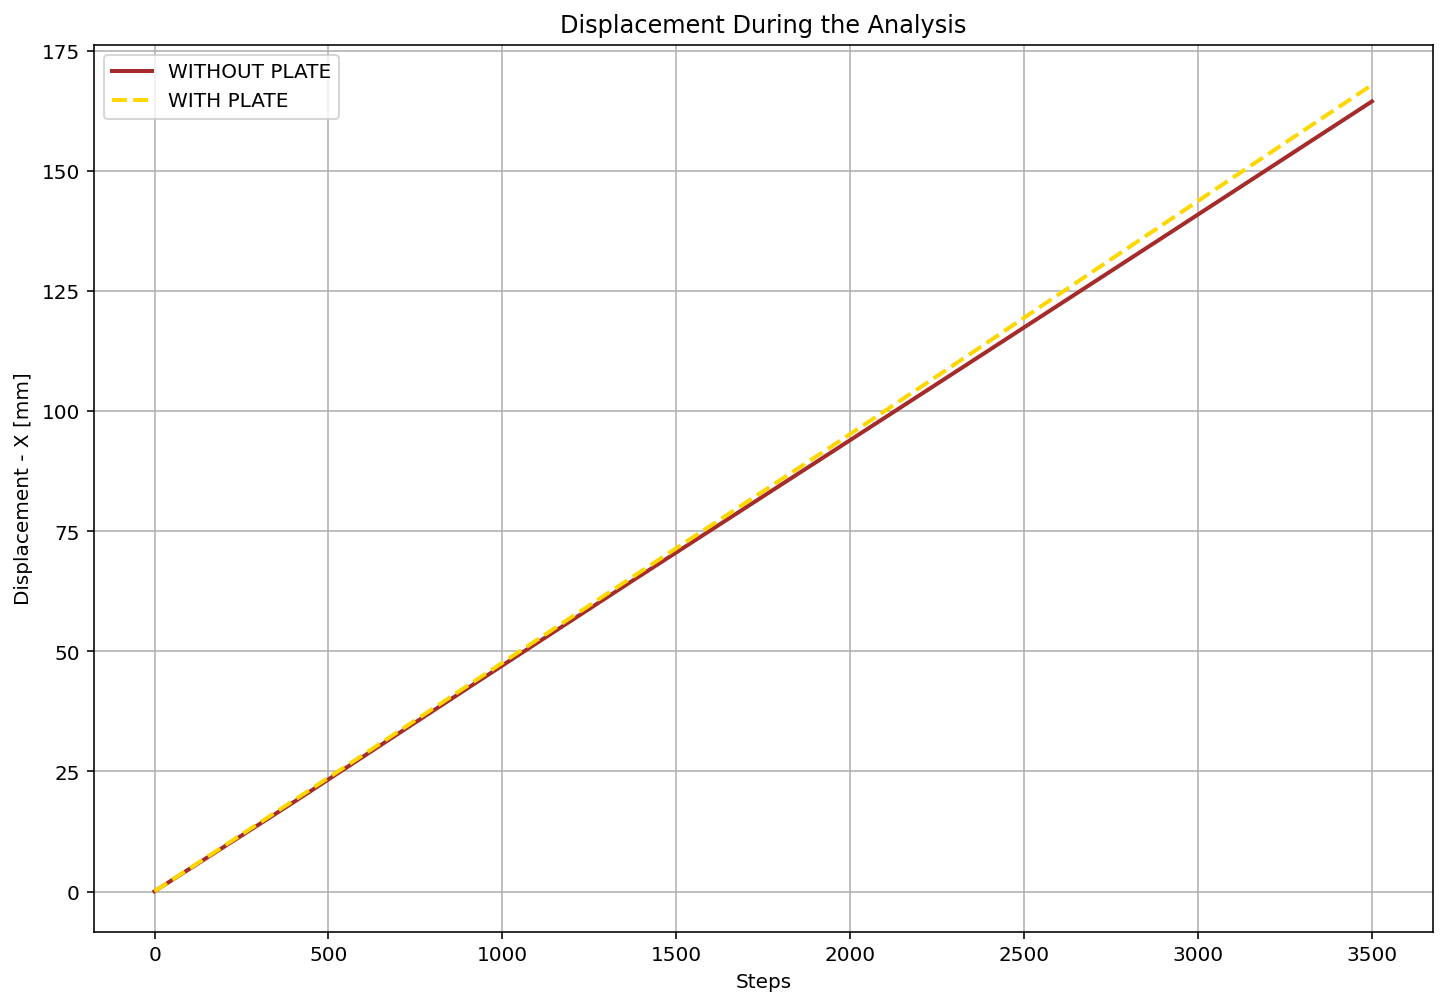 Displacement During the Analysis
WITHOUT PLATE
WITH PLATE
175
150
125
100
75
50
25
0
Displacement - X [mm]
0 500 1000 1500 2000 2500 3000 3500
Steps